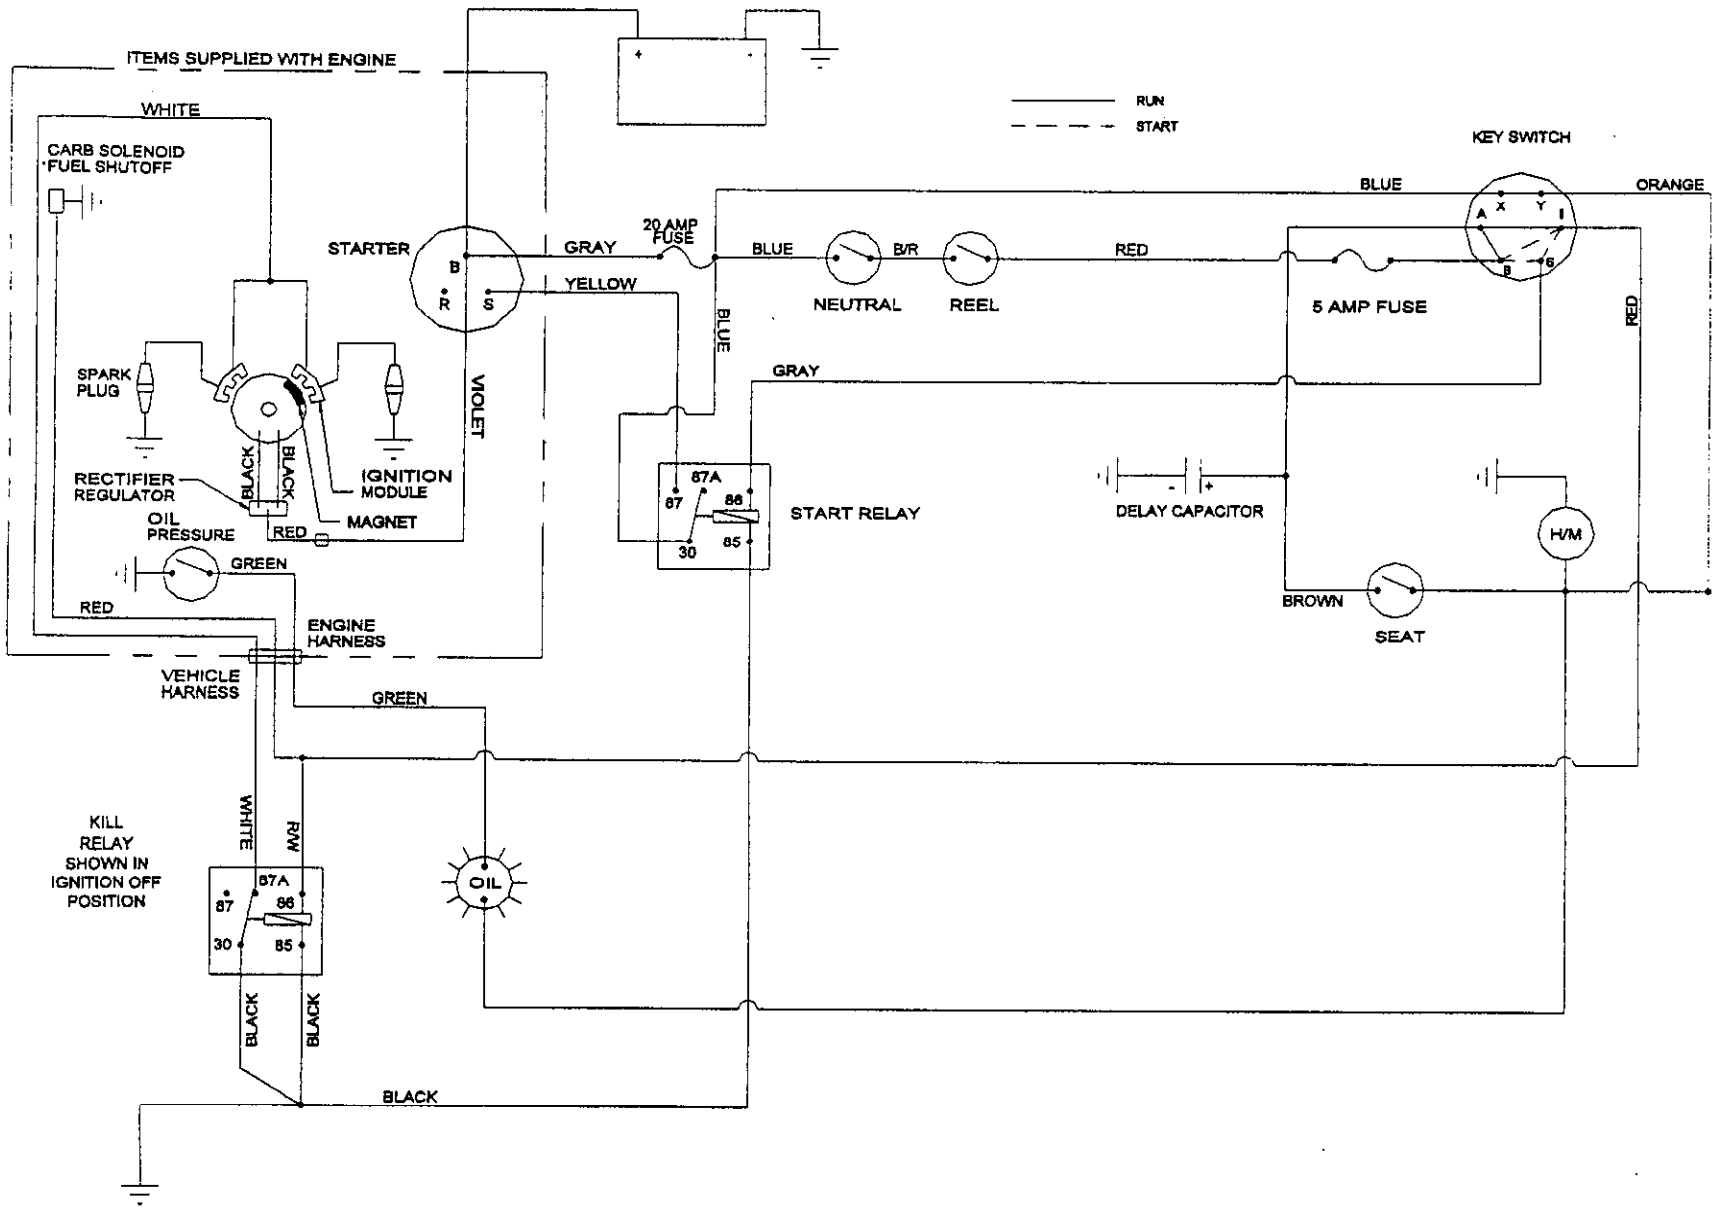 ITEMS SUPPLIED WITH ENGINE
WHITE
CARB SOLENOID
FUEL SHUTOFF
+
-
RUN
START
KEY SWITCH
BLUE
ORANGE
X
Y
A
I
B
S
STARTER
B
R
S
GRAY
20 AMP
FUSE
BLUE
B/R
RED
YELLOW
NEUTRAL
REEL
5 AMP FUSE
RED
BLUE
GRAY
SPARK
PLUG
VIOLET
BLACK
BLACK
RECTIFIER
REGULATOR
IGNITION
MODULE
MAGNET
RED
OIL
PRESSURE
GREEN
87A
87
86
30
85
START RELAY
-
+
DELAY CAPACITOR
H/M
BROWN
SEAT
RED
ENGINE
HARNESS
VEHICLE
HARNESS
GREEN
WHITE
R/W
KILL
RELAY
SHOWN IN
IGNITION OFF
POSITION
87A
87
86
30
85
OIL
BLACK
BLACK
BLACK